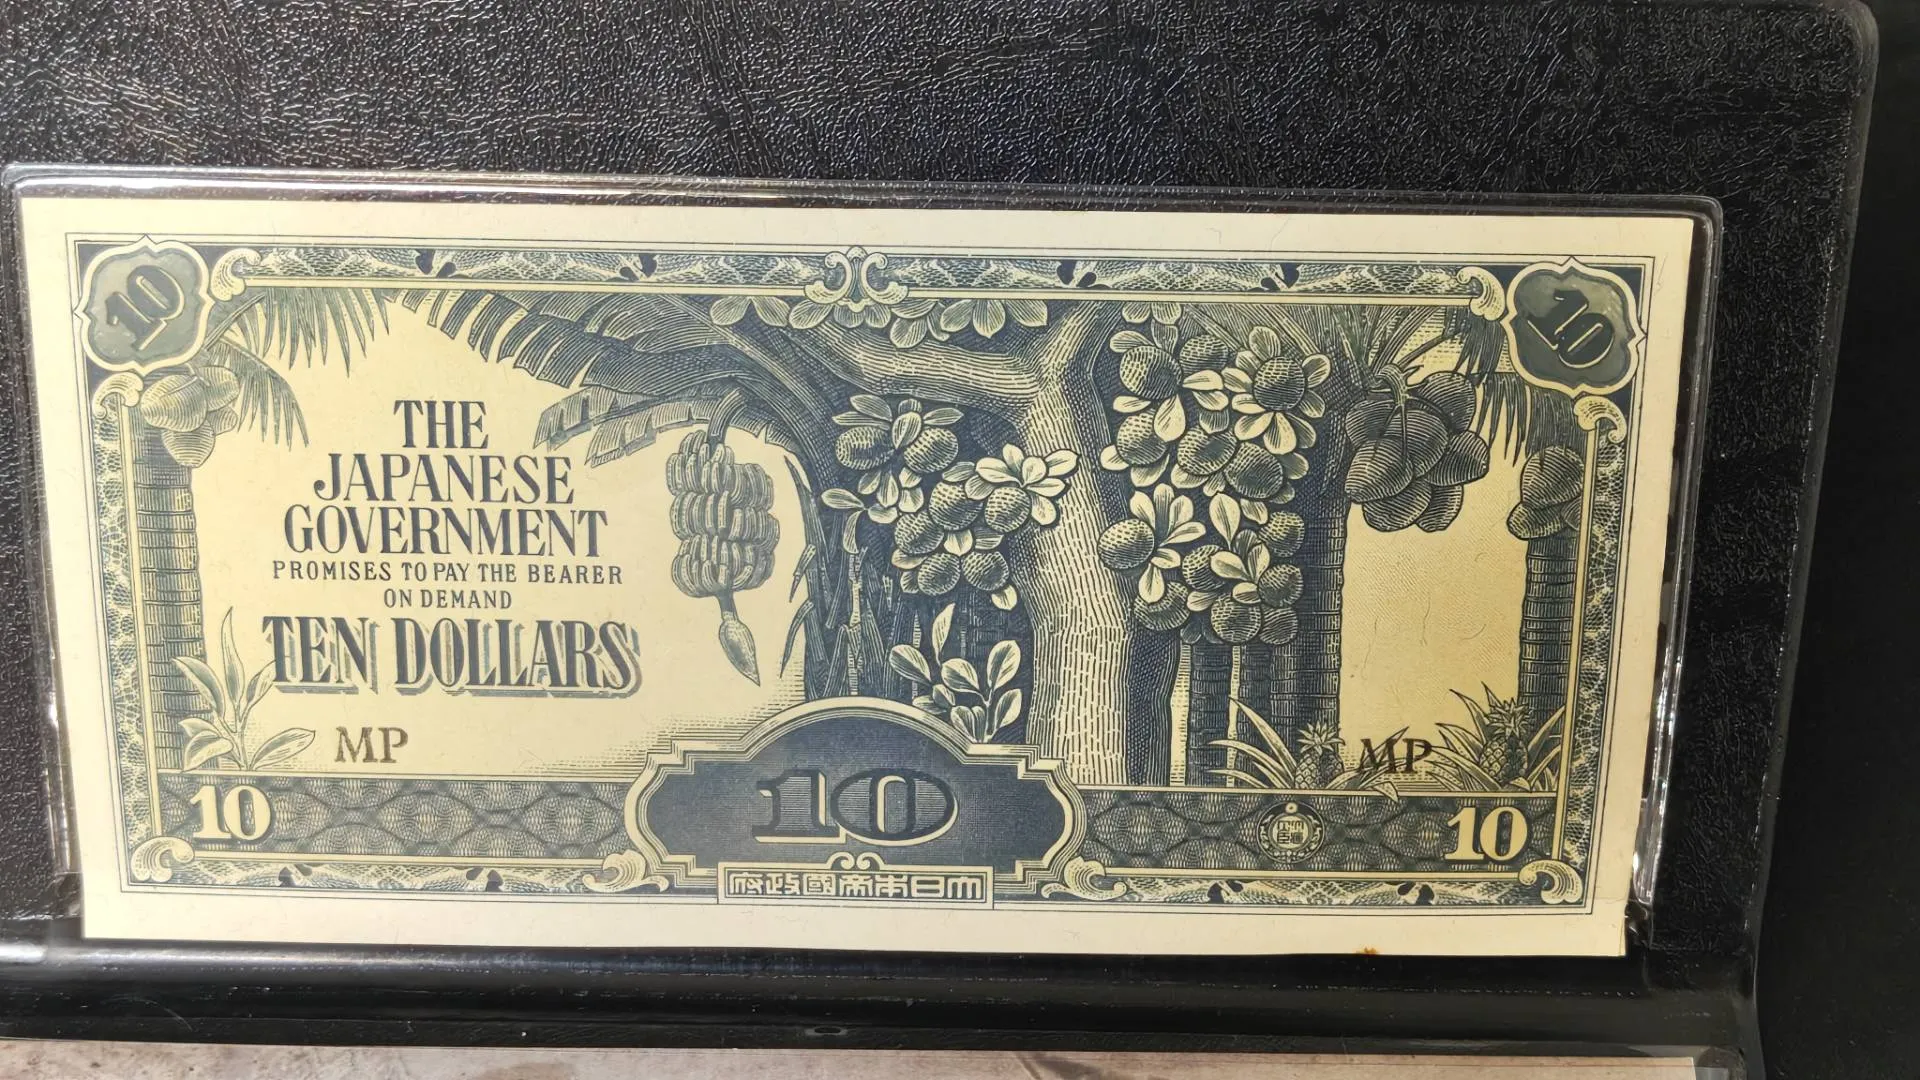 10
10
THE
JAPANESE
GOVERNMENT
PROMISES TO PAY THE BEARER
ON DEMAND
TEN DOLLARS
MP
MP
10
10
10
府政國帝本日大